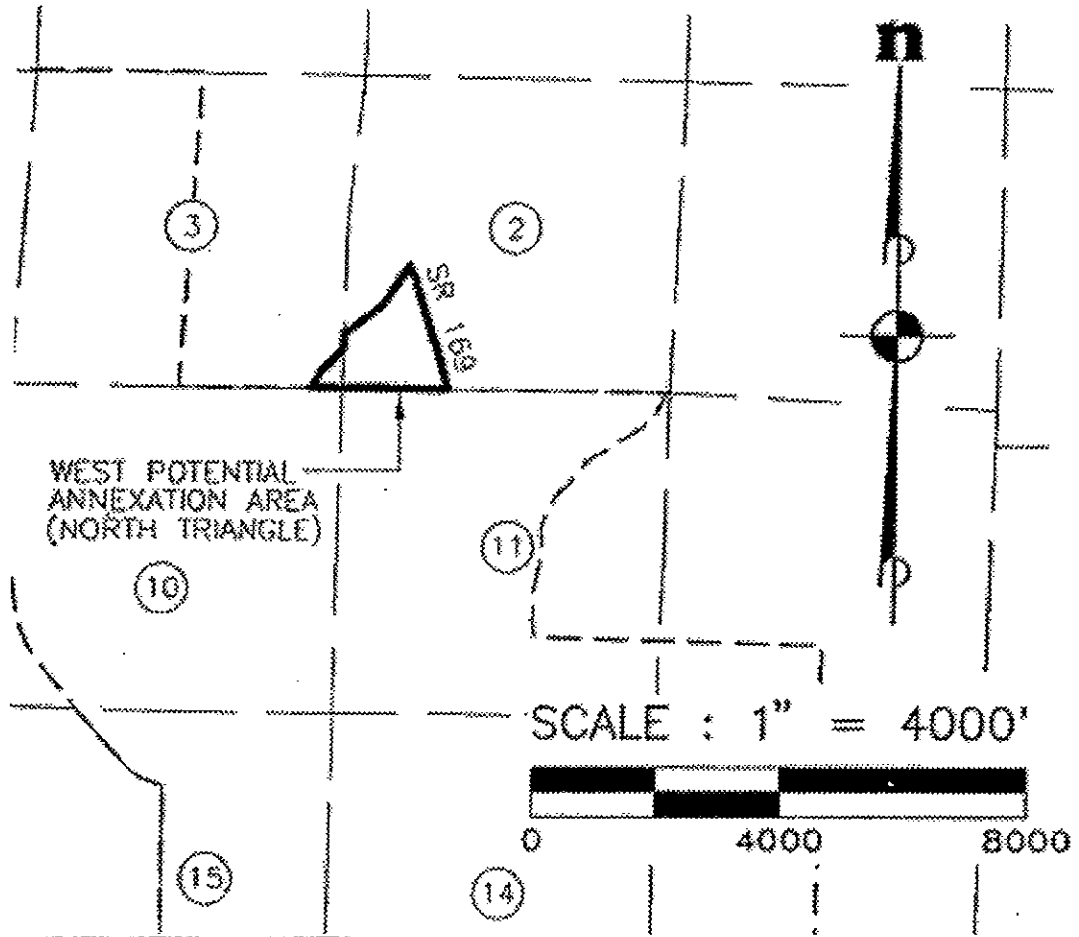 n
3
2
SR 169
WEST POTENTIAL
ANNEXATION AREA
(NORTH TRIANGLE)
11
10
SCALE : 1" = 4000'
0 4000 8000
15
14